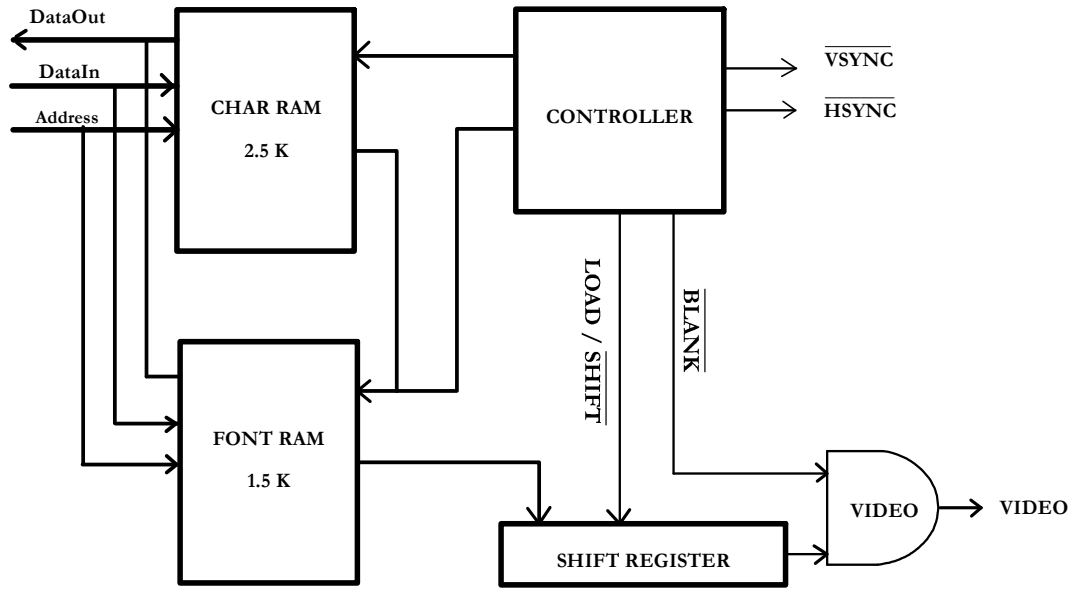 DataOut
DataIn
Address
CHAR RAM
2.5 K
CONTROLLER
VSYNC
HSYNC
LOAD / SHIFT
BLANK
FONT RAM
1.5 K
SHIFT REGISTER
VIDEO
VIDEO